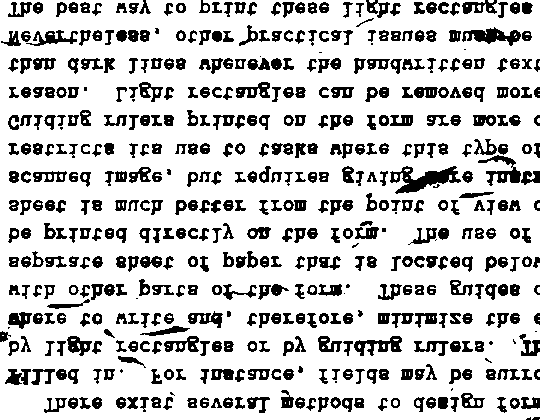 There exist several methods to design form
filled in. For instance, fields may be surro
by light rectangles or by guiding rulers. Th
where to write and, therefore, minimize the e
with other parts of the form. These guides c
separate sheet of paper that is located below
be printed directly on the form. The use of
sheet is much better from the point of view o
scanned image, but requires giving more instr
restricts its use to tasks where this type of
Guiding rulers printed on the form are more c
reason. Light rectangles can be removed more
than dark lines whenever the handwritten text
Nevertheless, other practical issues must be
The best way to print these light rectangles